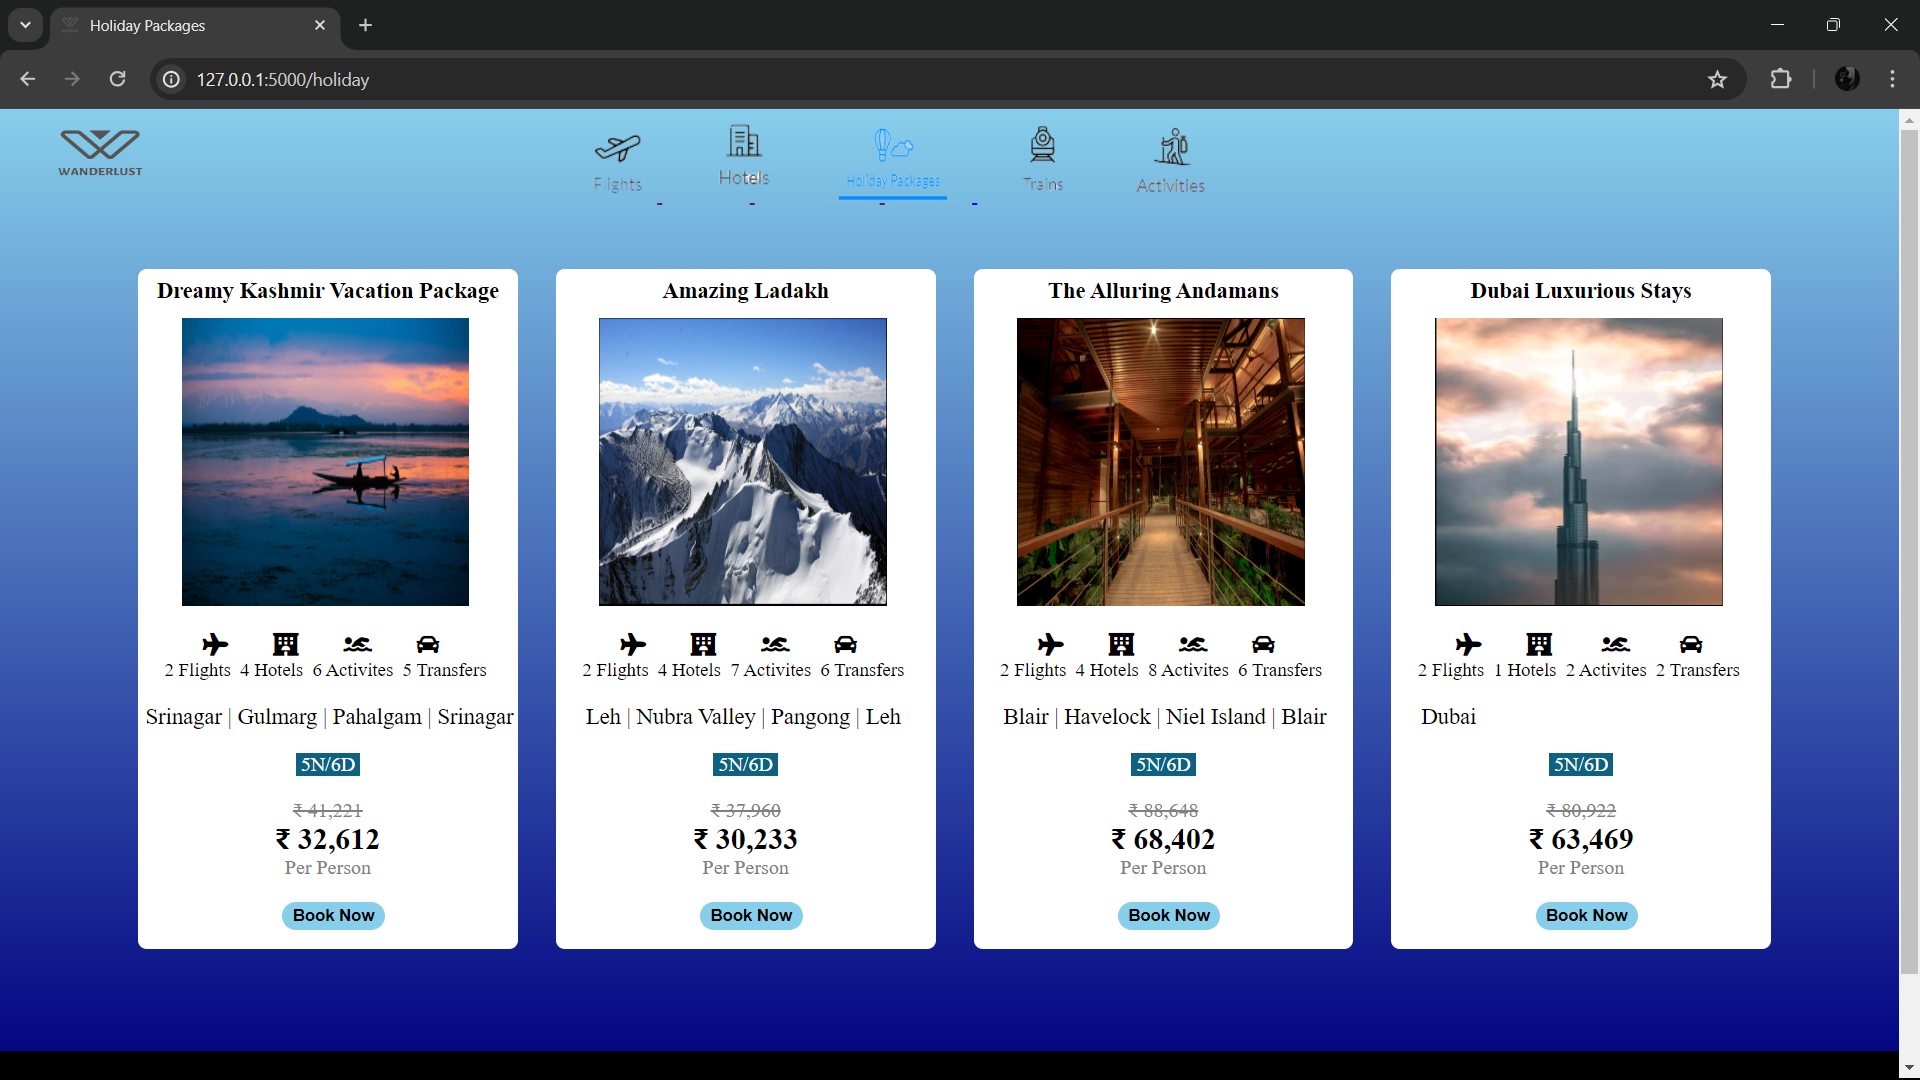 Holiday Packages
127.0.0.1:5000/holiday
WANDERLUST
Flights
Hotels
Holiday Packages
Trains
Activities
Dreamy Kashmir Vacation Package
2 Flights 4 Hotels 6 Activites 5 Transfers
Srinagar | Gulmarg | Pahalgam | Srinagar
5N/6D
₹ 41,221
₹ 32,612
Per Person
Book Now
Amazing Ladakh
2 Flights 4 Hotels 7 Activites 6 Transfers
Leh | Nubra Valley | Pangong | Leh
5N/6D
₹ 37,960
₹ 30,233
Per Person
Book Now
The Alluring Andamans
2 Flights 4 Hotels 8 Activites 6 Transfers
Blair | Havelock | Niel Island | Blair
5N/6D
₹ 88,648
₹ 68,402
Per Person
Book Now
Dubai Luxurious Stays
2 Flights 1 Hotels 2 Activites 2 Transfers
Dubai
5N/6D
₹ 80,922
₹ 63,469
Per Person
Book Now